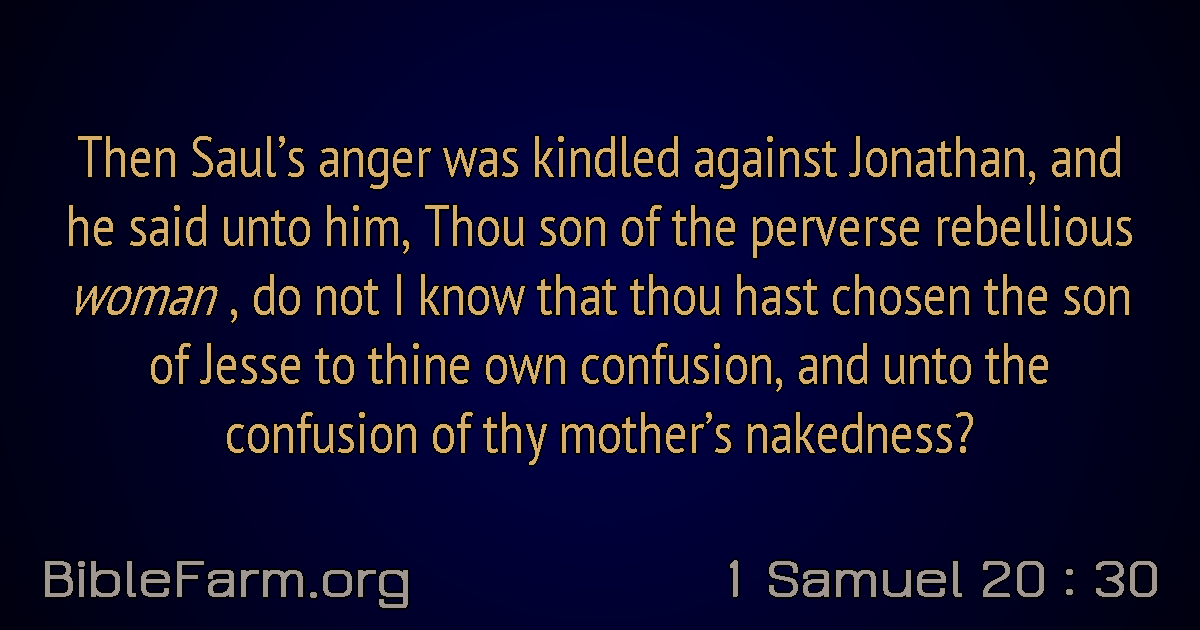 Then Saul’s anger was kindled against Jonathan, and
he said unto him, Thou son of the perverse rebellious
woman , do not I know that thou hast chosen the son
of Jesse to thine own confusion, and unto the
confusion of thy mother’s nakedness?
BibleFarm.org
1 Samuel 20 : 30